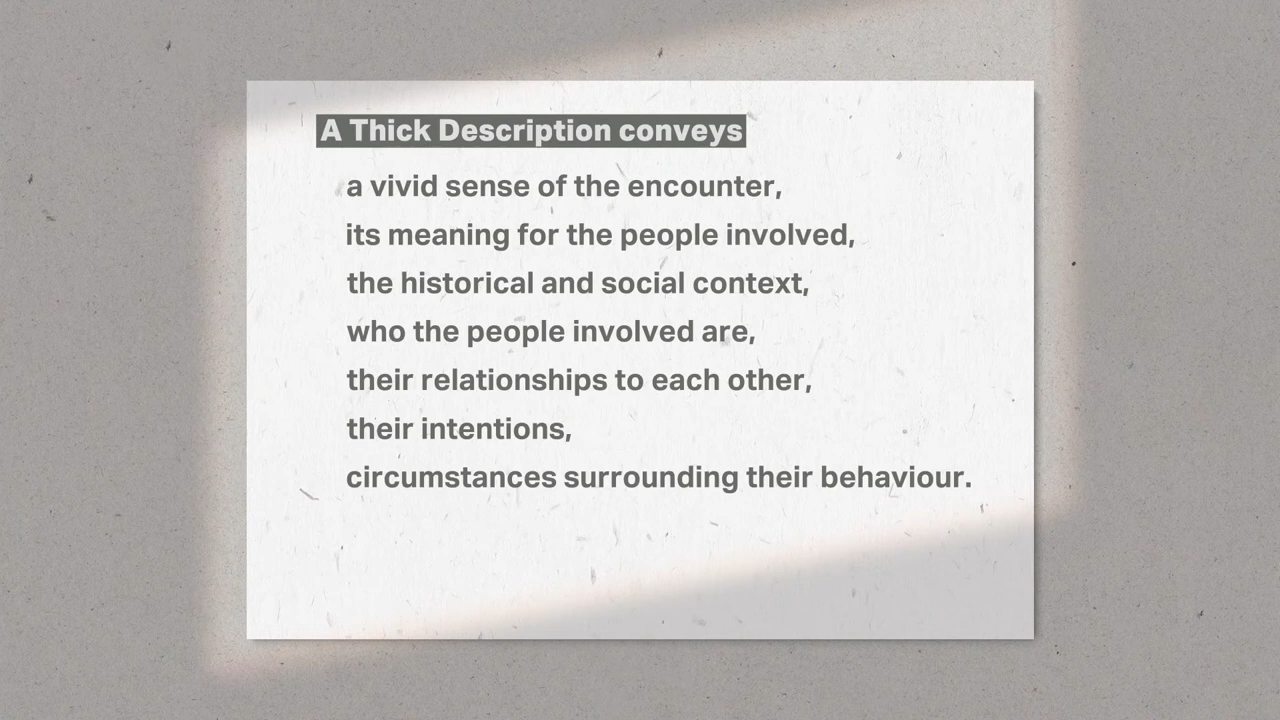 A Thick Description conveys
a vivid sense of the encounter,
its meaning for the people involved,
the historical and social context,
who the people involved are,
their relationships to each other,
their intentions,
circumstances surrounding their behaviour.